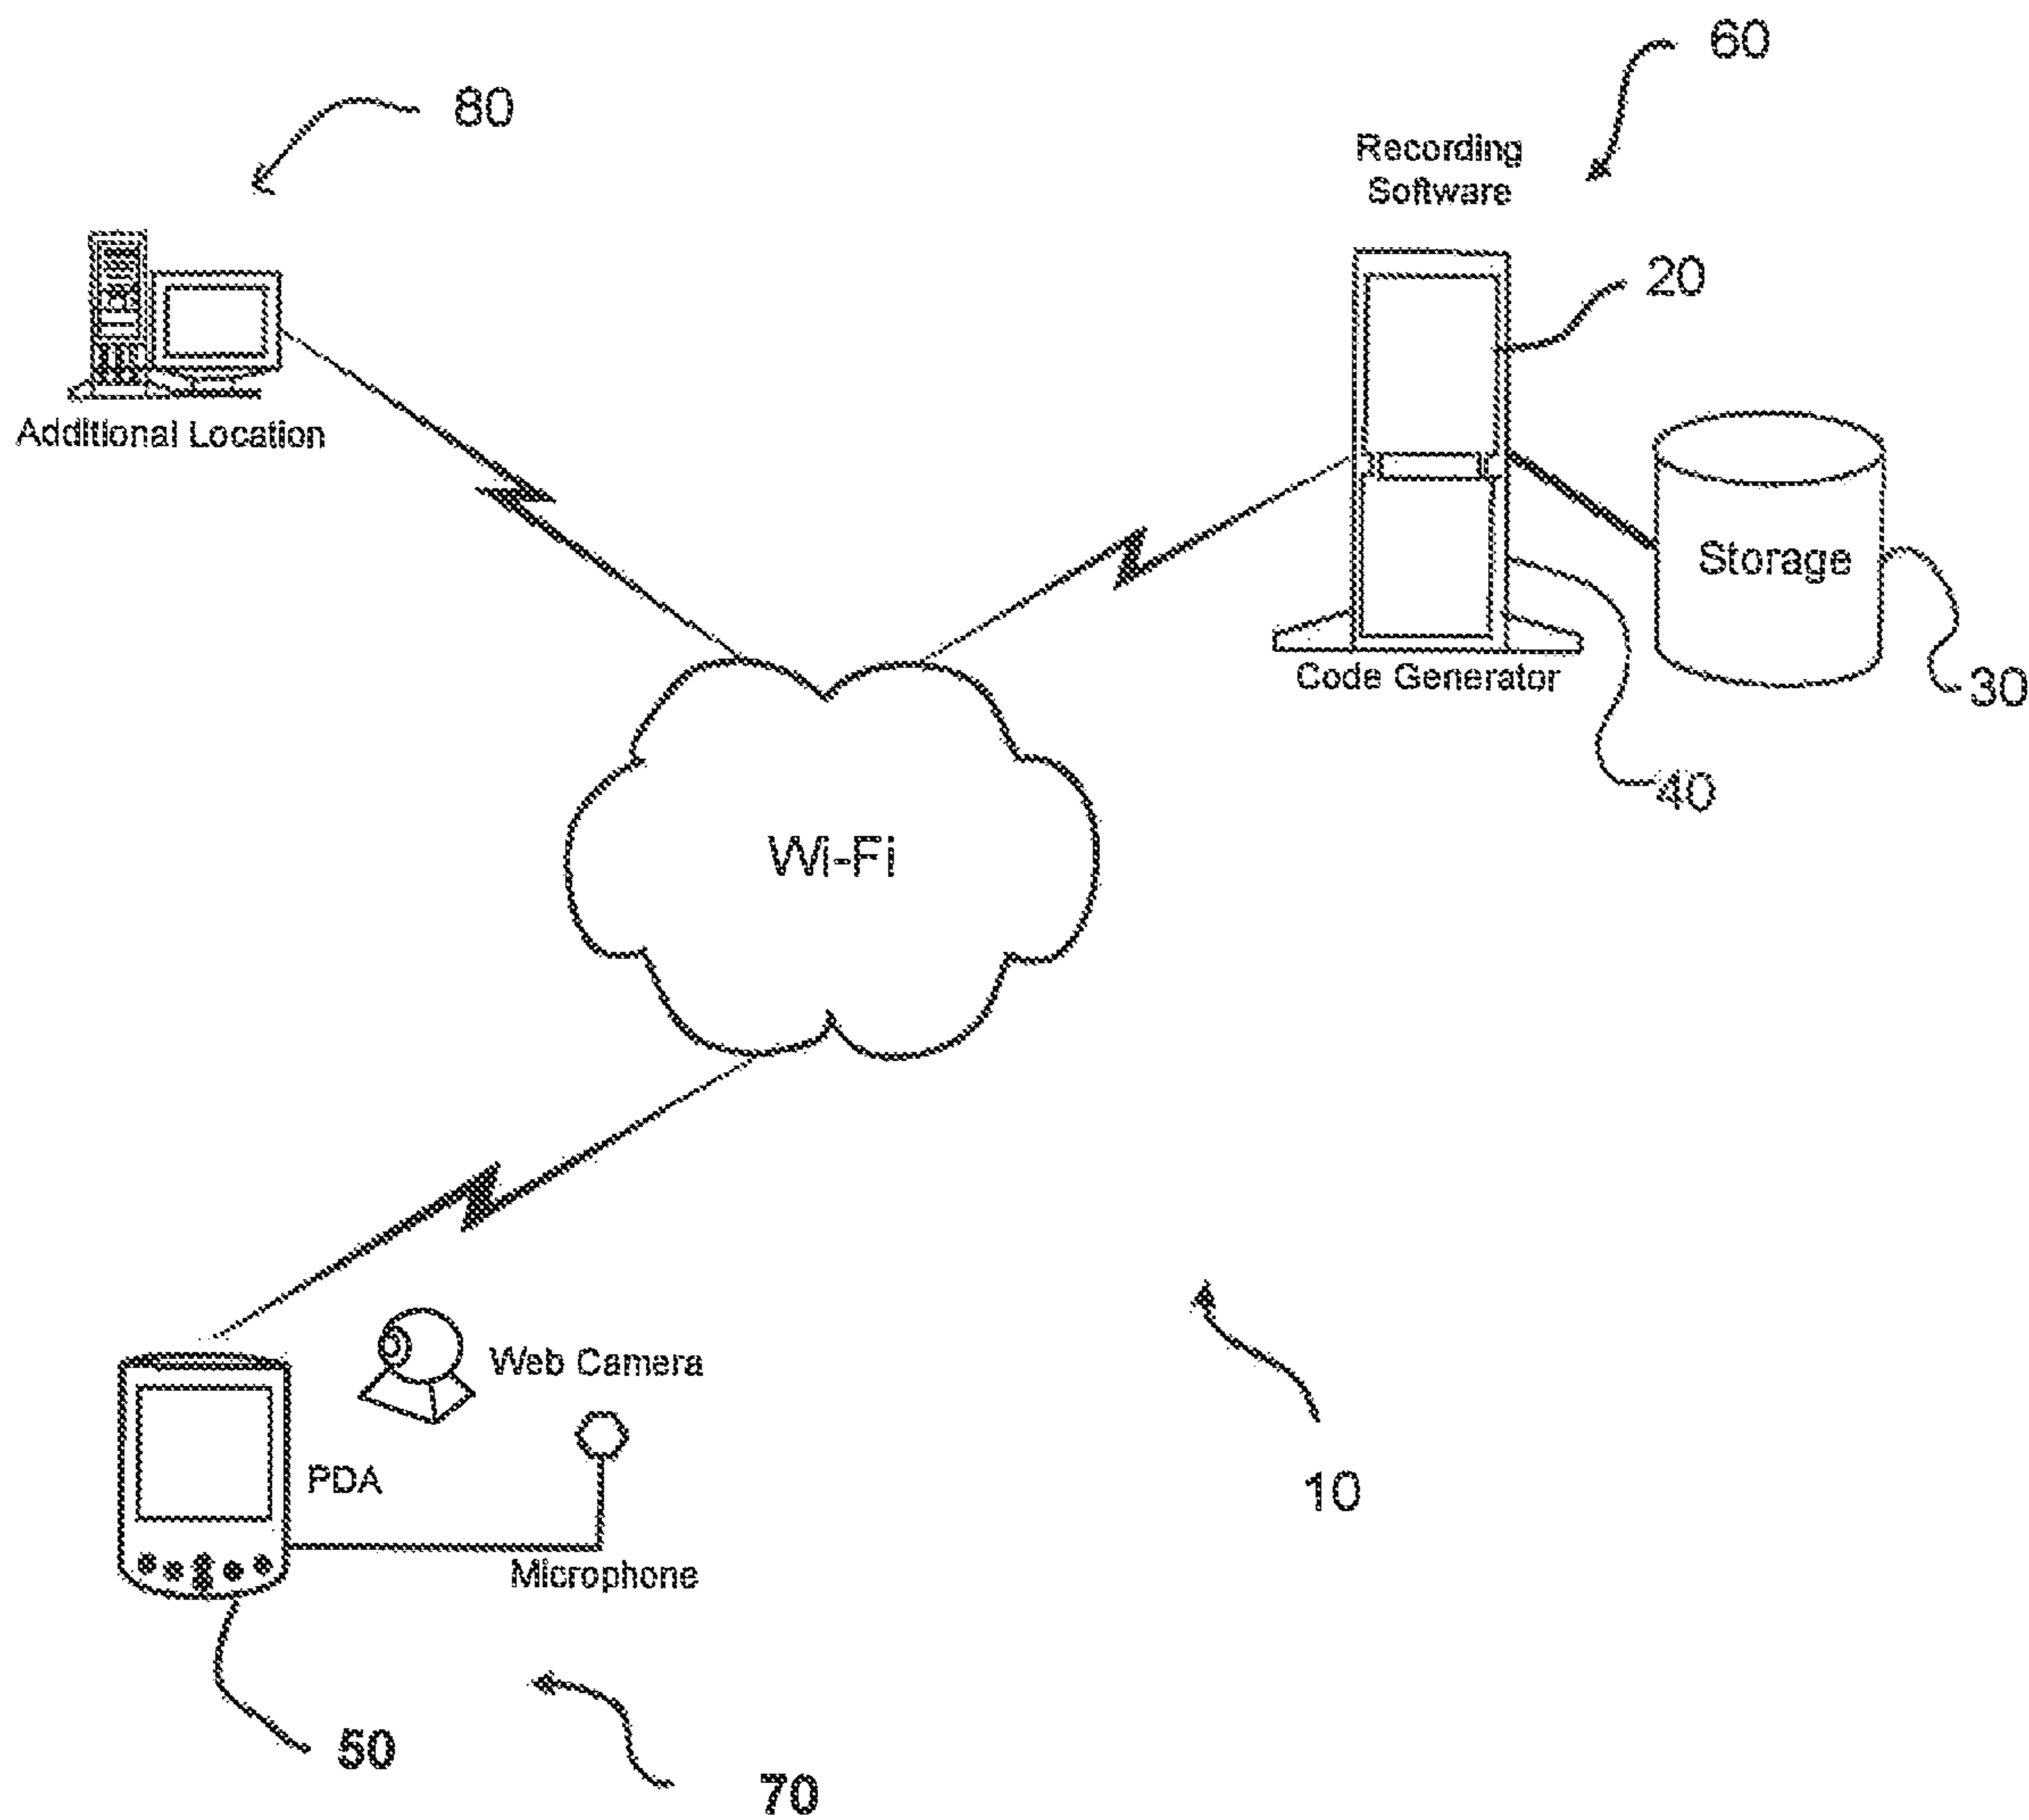 60
80
Recording
Software
20
Additional Location
Storage
Code Generator
30
40
Wi-Fi
Web Camera
PDA
10
Microphone
50
70